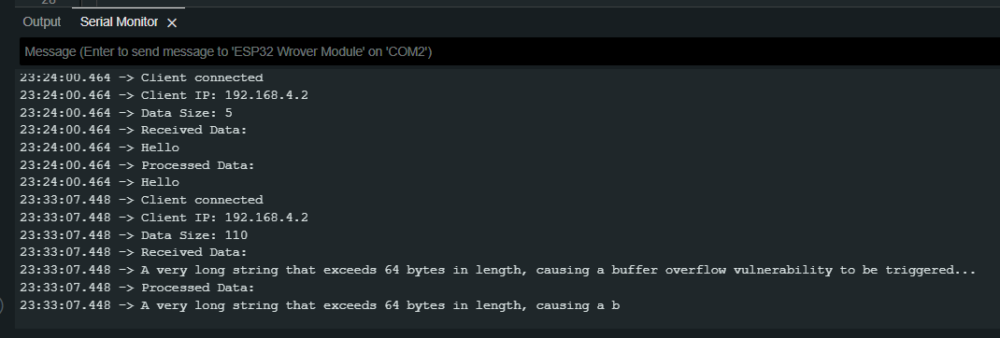 Output Serial Monitor
Message (Enter to send message to 'ESP32 Wrover Module' on 'COM2')
23:24:00.464 -> Client connected
23:24:00.464 -> Client IP: 192.168.4.2
23:24:00.464 -> Data Size: 5
23:24:00.464 -> Received Data:
23:24:00.464 -> Hello
23:24:00.464 -> Processed Data:
23:24:00.464 -> Hello
23:33:07.448 -> Client connected
23:33:07.448 -> Client IP: 192.168.4.2
23:33:07.448 -> Data Size: 110
23:33:07.448 -> Received Data:
23:33:07.448 -> A very long string that exceeds 64 bytes in length, causing a buffer overflow vulnerability to be triggered...
23:33:07.448 -> Processed Data:
23:33:07.448 -> A very long string that exceeds 64 bytes in length, causing a b